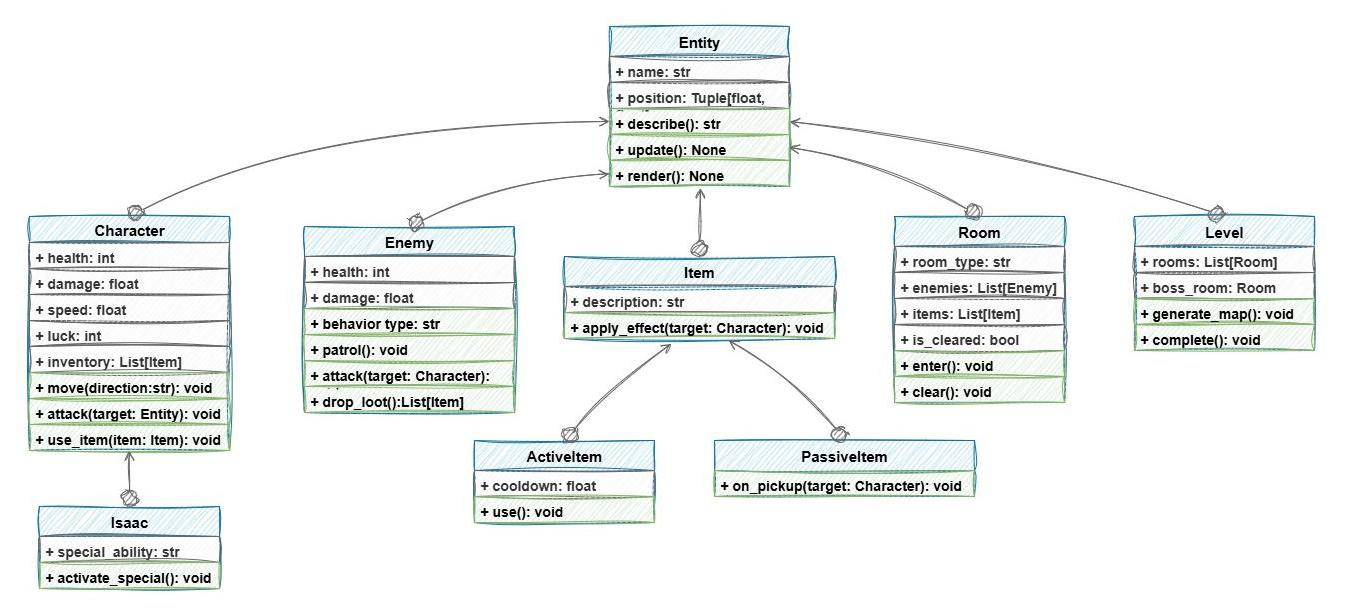 Entity
+ name: str
+ position: Tuple[float,
+ describe(): str
+ update(): None
+ render(): None
Character
+ health: int
+ damage: float
+ speed: float
+ luck: int
+ inventory: List[Item]
+ move(direction:str): void
+ attack(target: Entity): void
+ use_item(item: Item): void
Enemy
+ health: int
+ damage: float
+ behavior type: str
+ patrol(): void
+ attack(target: Character):
+ drop_loot():List[Item]
Item
+ description: str
+ apply_effect(target: Character): void
Room
+ room_type: str
+ enemies: List[Enemy]
+ items: List[Item]
+ is_cleared: bool
+ enter(): void
+ clear(): void
Level
+ rooms: List[Room]
+ boss_room: Room
+ generate_map(): void
+ complete(): void
ActiveItem
+ cooldown: float
+ use(): void
PassiveItem
+ on_pickup(target: Character): void
Isaac
+ special_ability: str
+ activate_special(): void